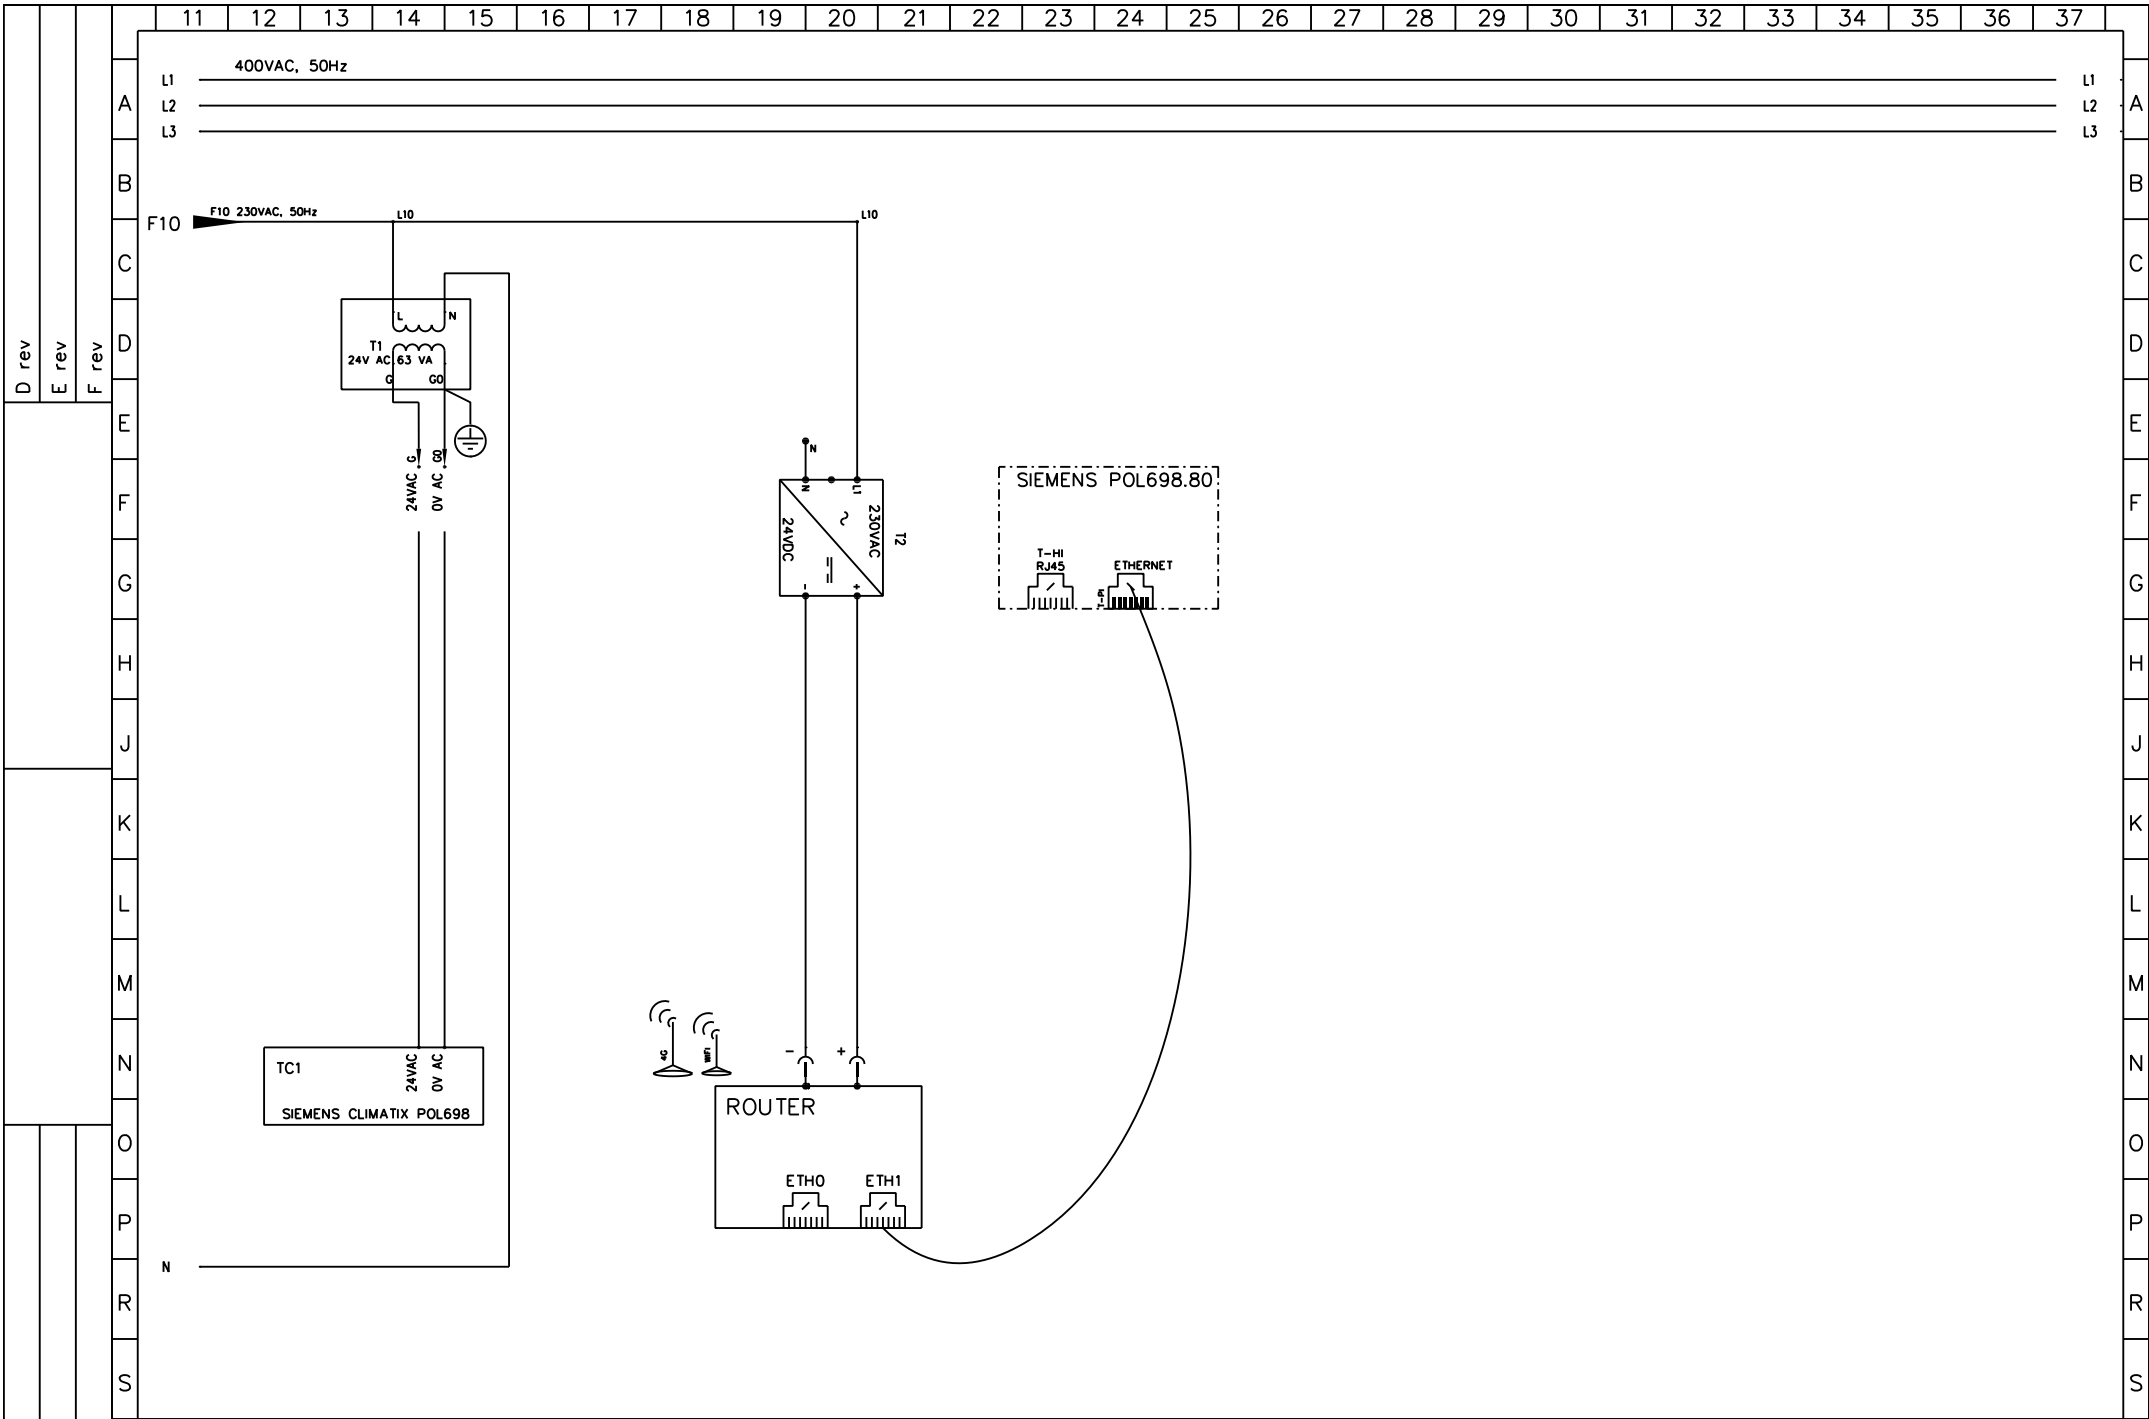 11 12 13 14 15 16 17 18 19 20 21 22 23 24 25 26 27 28 29 30 31 32 33 34 35 36 37
400VAC, 50Hz
L1 L1
A L2 L2 A
L3 L3
B B
F10 F10 230VAC, 50Hz L10 L10
C C
L N
D rev E rev F rev D D
T1
24V AC 63 VA
G G0
E E
N
24VAC G 0V AC G0
SIEMENS POL698.80
N L1
F F
24VDC 230VAC T2
T-HI
RJ45 ETHERNET
G T-PI G
- +
H H
J J
K K
L L
M M
4G WIFI - +
N TC1 24VAC 0V AC N
SIEMENS CLIMATIX POL698
ROUTER
O O
ETH0 ETH1
P P
N
R R
S S